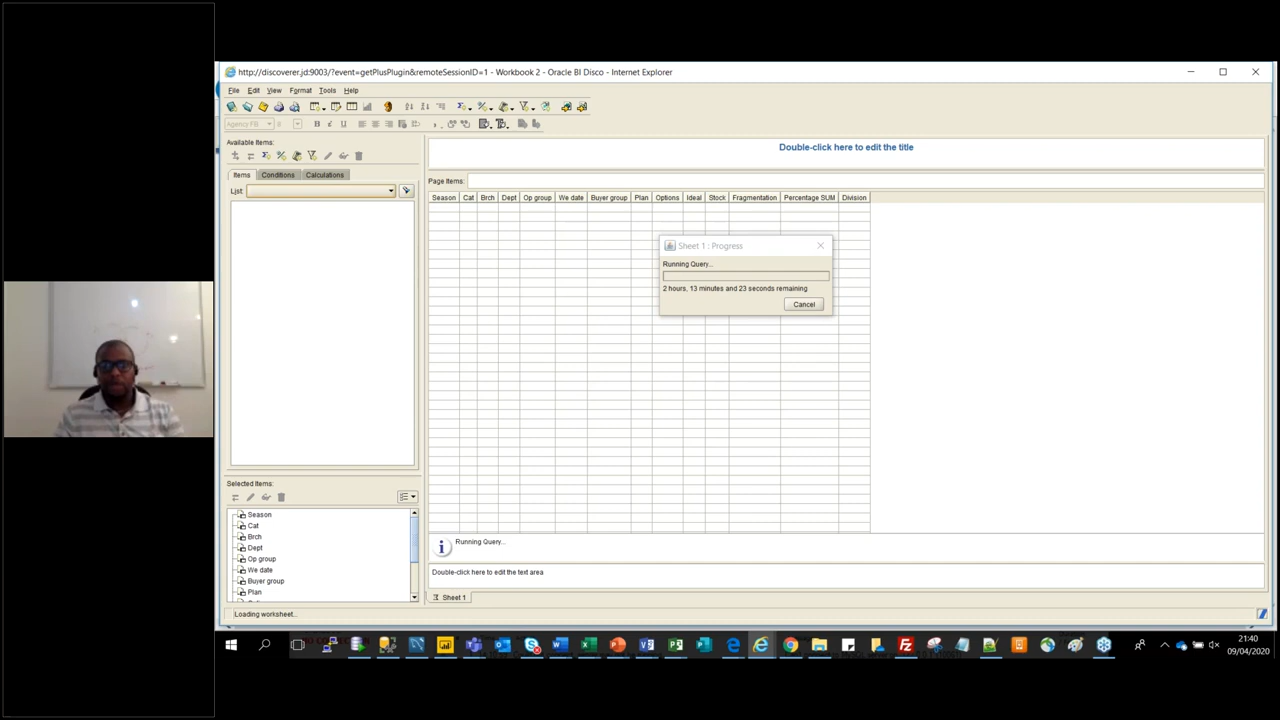 http://discoverer.jd:9003/?event=getPlusPlugin&remoteSessionID=1 - Workbook 2 - Oracle BI Disco - Internet Explorer
File Edit View Format Tools Help
Agency FB
Available Items:
Items Conditions Calculations
List
Selected Items:
Season
Cat
Brch
Dept
Op group
We date
Buyer group
Plan
Double-click here to edit the title
Page Items:
Season Cat Brch Dept Op group We date Buyer group Plan Options Ideal Stock Fragmentation Percentage SUM Division
Sheet 1 : Progress
Running Query...
2 hours, 13 minutes and 23 seconds remaining
Cancel
Running Query...
Double-click here to edit the text area
Sheet 1
Loading worksheet...
21:40
09/04/2020